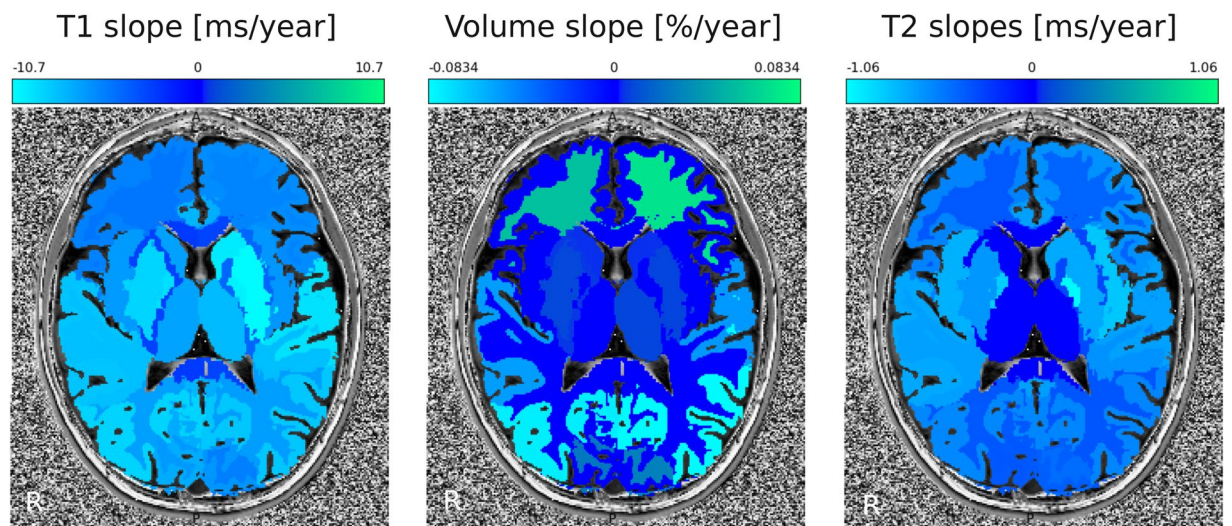 T1 slope [ms/year] Volume slope [%/year] T2 slopes [ms/year]
-10.7 0 10.7 -0.0834 0 0.0834 -1.06 0 1.06
A A A
R R R
P P P